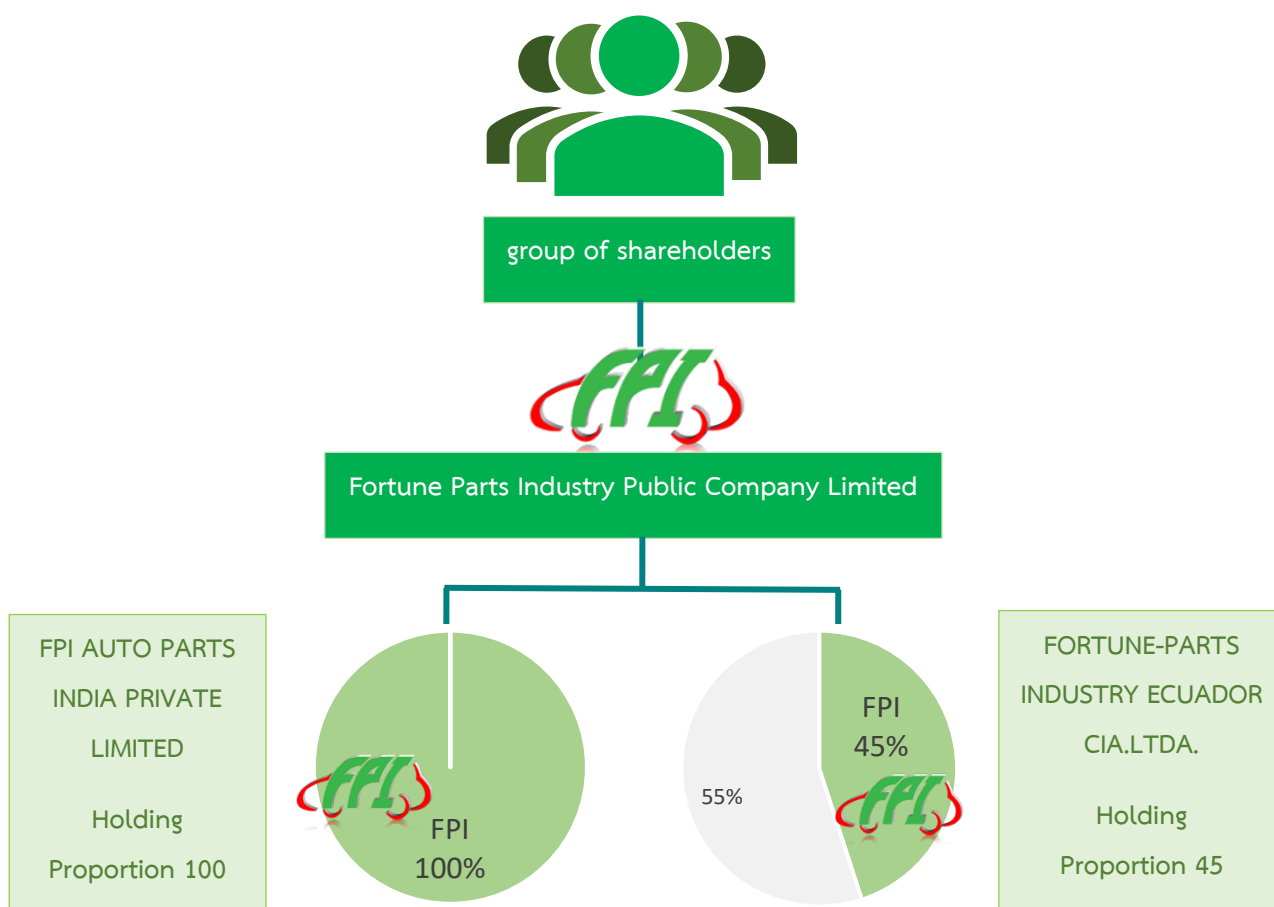 group of shareholders
FPI
Fortune Parts Industry Public Company Limited
FPI AUTO PARTS
INDIA PRIVATE
LIMITED
Holding
Proportion 100
FPI
FPI
100%
FPI
45%
55%
FPI
FORTUNE-PARTS
INDUSTRY ECUADOR
CIA.LTDA.
Holding
Proportion 45